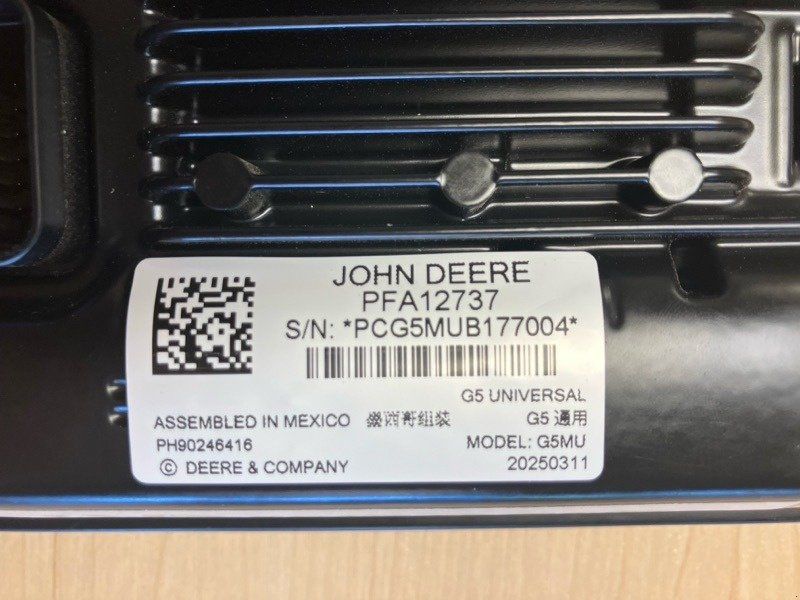 JOHN DEERE
PFA12737
S/N: *PCG5MUB177004*
G5 UNIVERSAL
ASSEMBLED IN MEXICO 墨西哥组装 G5 通用
PH90246416 MODEL: G5MU
© DEERE & COMPANY 20250311